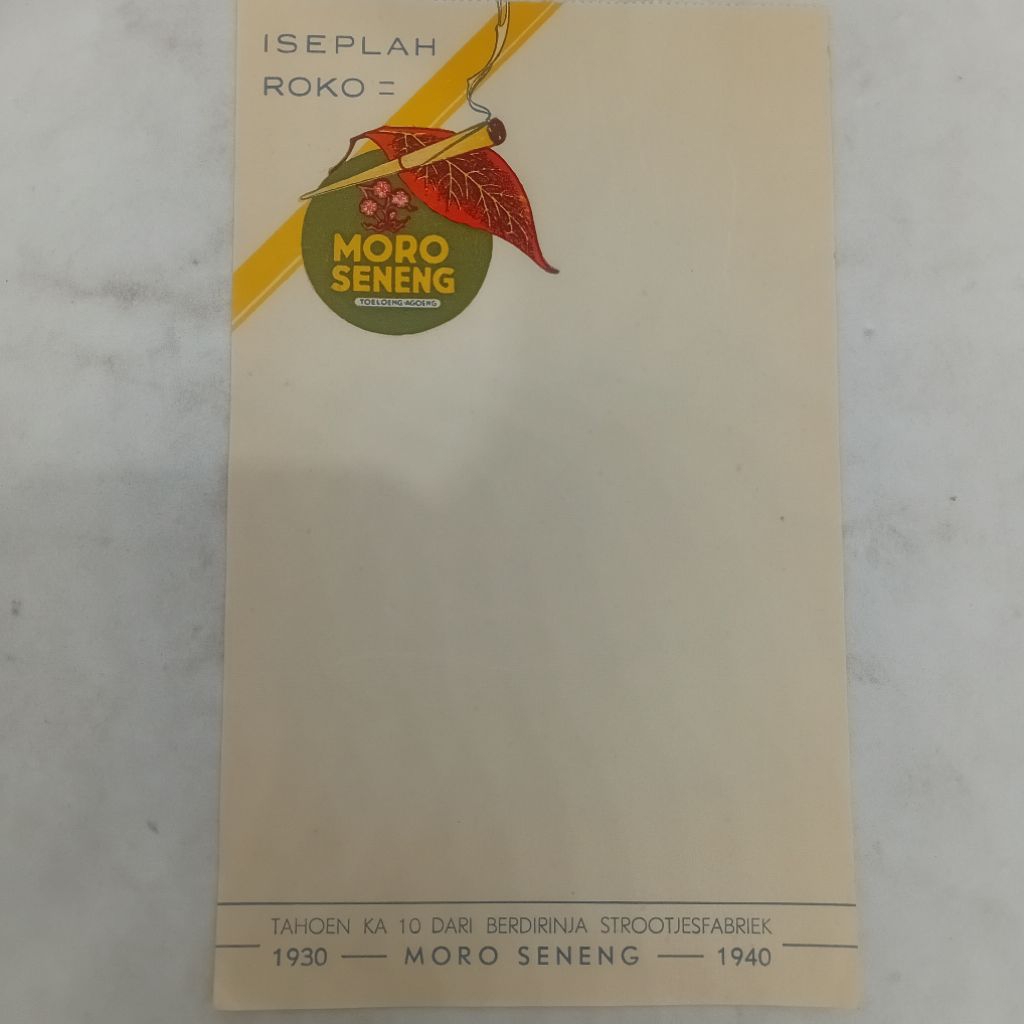 ISEPLAH
ROKO =
MORO
SENENG
TOELOENG-AGOENG
TAHOEN KA 10 DARI BERDIRINJA STROOTJESFABRIEK
1930 — MORO SENENG — 1940